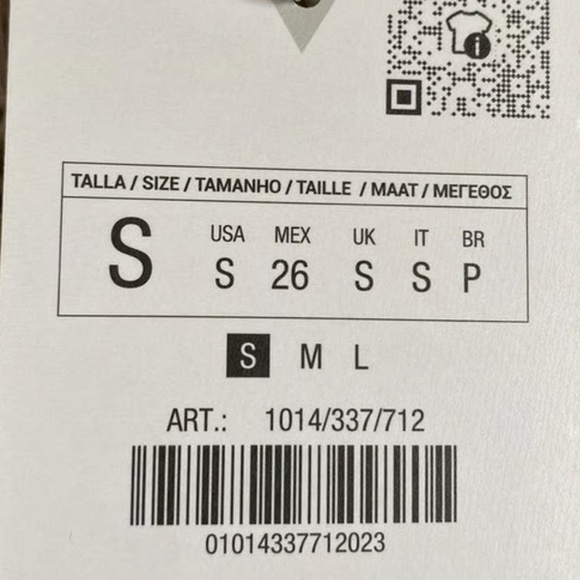 TALLA / SIZE / TAMANHO / TAILLE / MAAT / ΜΕΓΕΘΟΣ
S
USA MEX UK IT BR
S 26 S S P
S M L
ART.: 1014/337/712
01014337712023